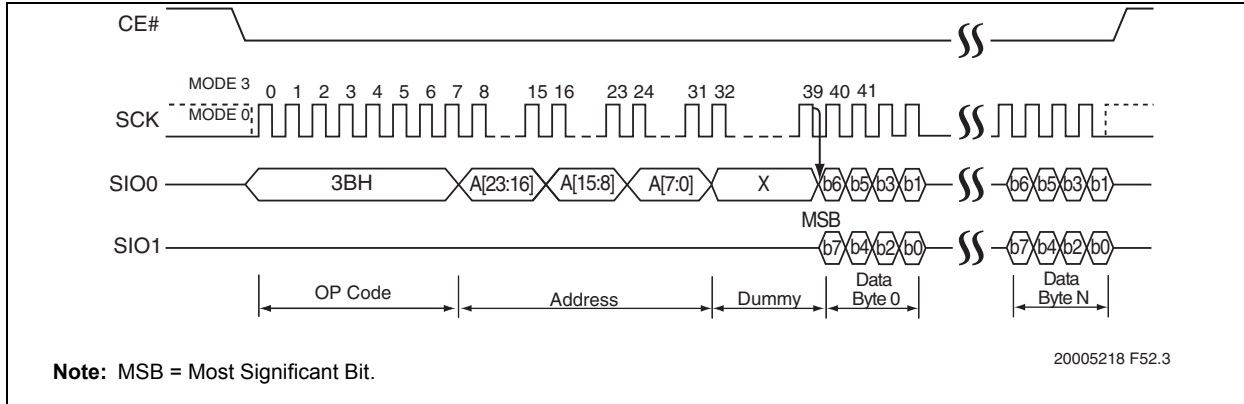 CE#
MODE 3
0 1 2 3 4 5 6 7 8 15 16 23 24 31 32 39 40 41
SCK
MODE 0
SIO0 3BH A[23:16] A[15:8] A[7:0] X b6 b5 b3 b1 b6 b5 b3 b1
MSB
SIO1 b7 b4 b2 b0 b7 b4 b2 b0
OP Code Address Dummy Data Byte 0 Data Byte N
Note: MSB = Most Significant Bit.
20005218 F52.3